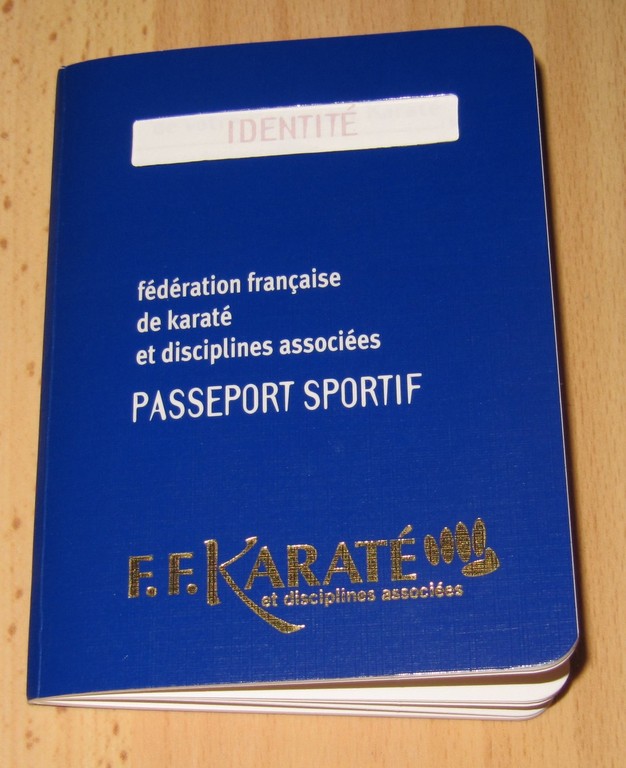 IDENTITÉ
fédération française
de karaté
et disciplines associées
PASSEPORT SPORTIF
F.F.KARATÉ
et disciplines associées